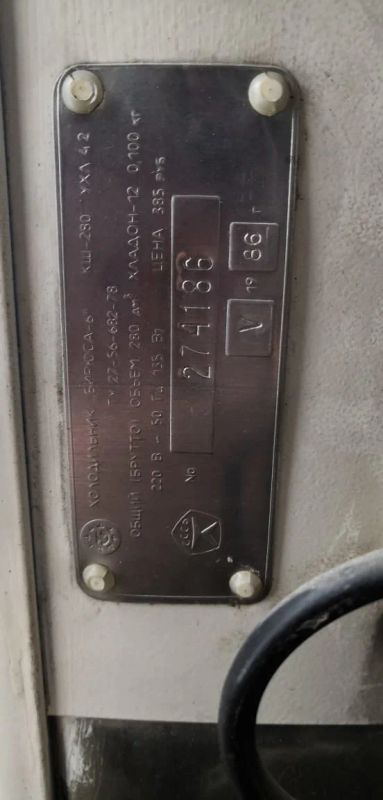 ХОЛОДИЛЬНИК „БИРЮСА-6" КШ-280 УХЛ 4.2
ТУ 27-56-682-78
ОБЩИЙ (БРУТТО) ОБЪЕМ 280 дм³ ХЛАДОН-12 0,100 кг
220 В – 50 Гц 135 Вт ЦЕНА 385 руб
№ 274186
СССР
V 19 86 г